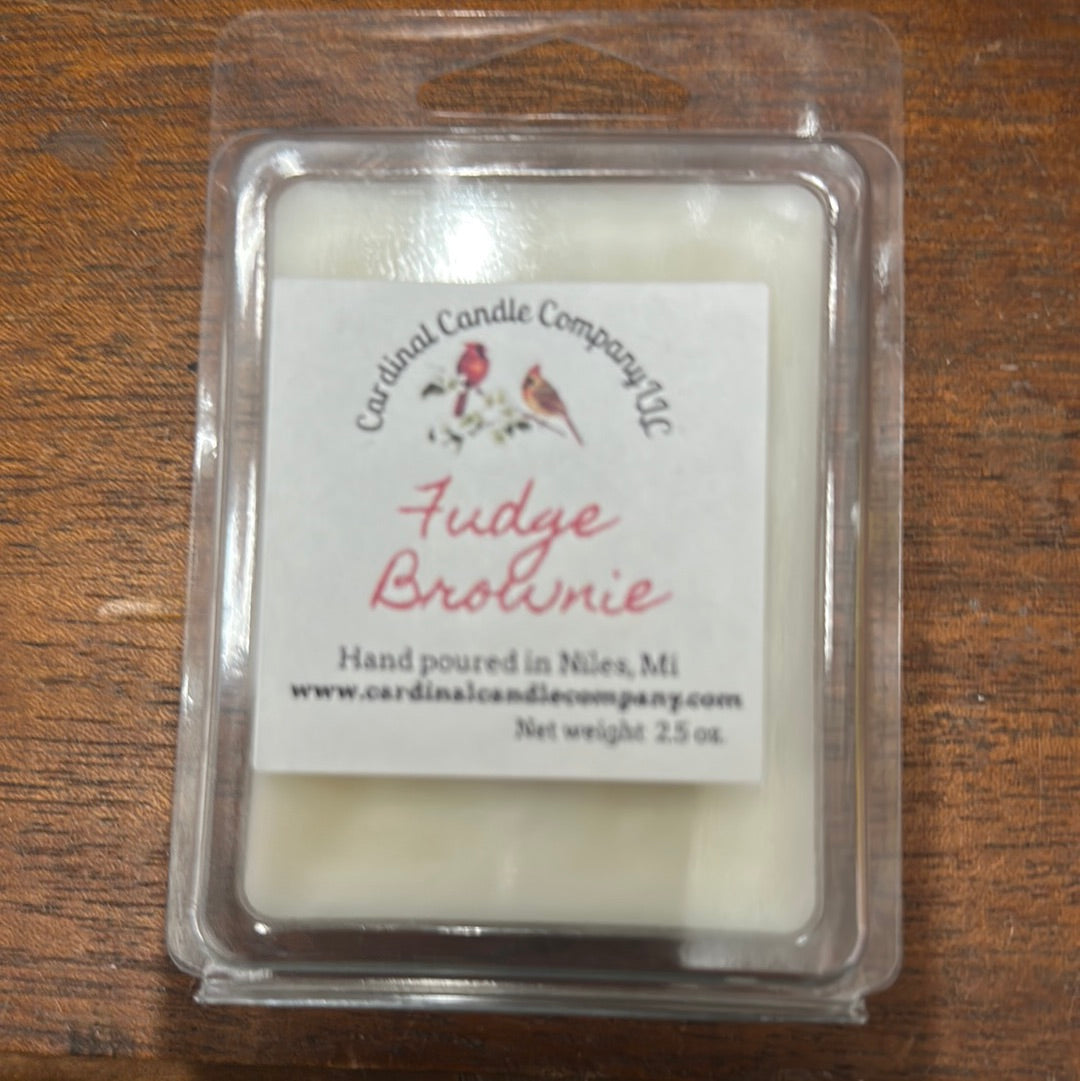 Cardinal Candle Company LLC
Fudge
Brownie
Hand poured in Niles, Mi
www.cardinalcandlecompany.com
Net weight 2.5 oz.